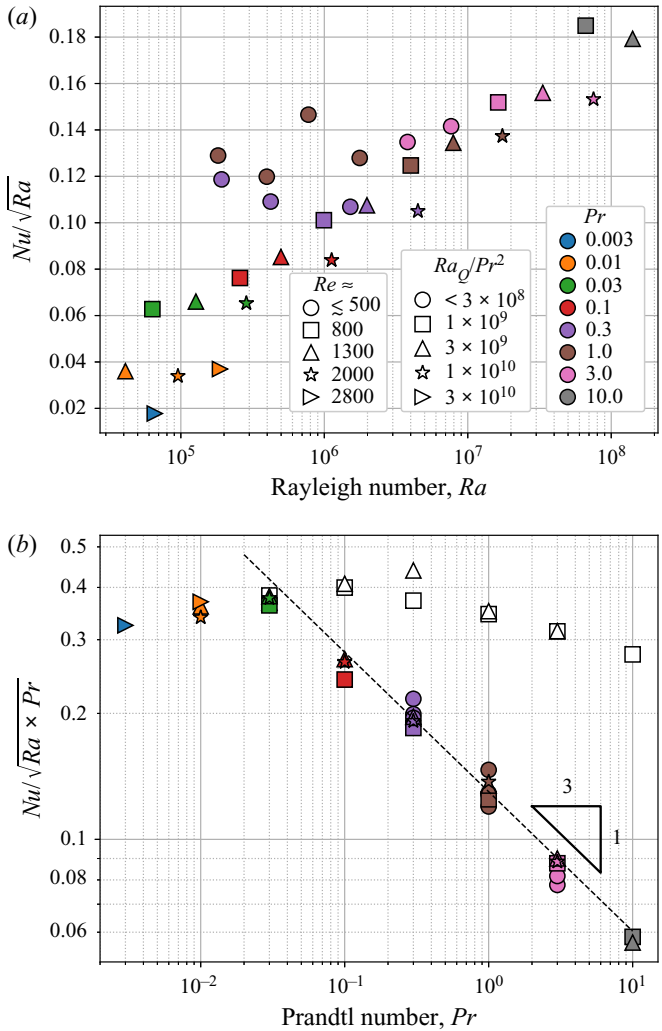 (a)
0.18
0.16
0.14
0.12
0.10
0.08
0.06
0.04
0.02
Nu/√Ra
Re ≈
≲ 500
800
1300
2000
2800
Ra_Q/Pr²
< 3 × 10⁸
1 × 10⁹
3 × 10⁹
1 × 10¹⁰
3 × 10¹⁰
Pr
0.003
0.01
0.03
0.1
0.3
1.0
3.0
10.0
10⁵ 10⁶ 10⁷ 10⁸
Rayleigh number, Ra
(b)
0.5
0.4
0.3
0.2
0.1
0.08
0.06
Nu/√Ra × Pr
3
1
10⁻² 10⁻¹ 10⁰ 10¹
Prandtl number, Pr